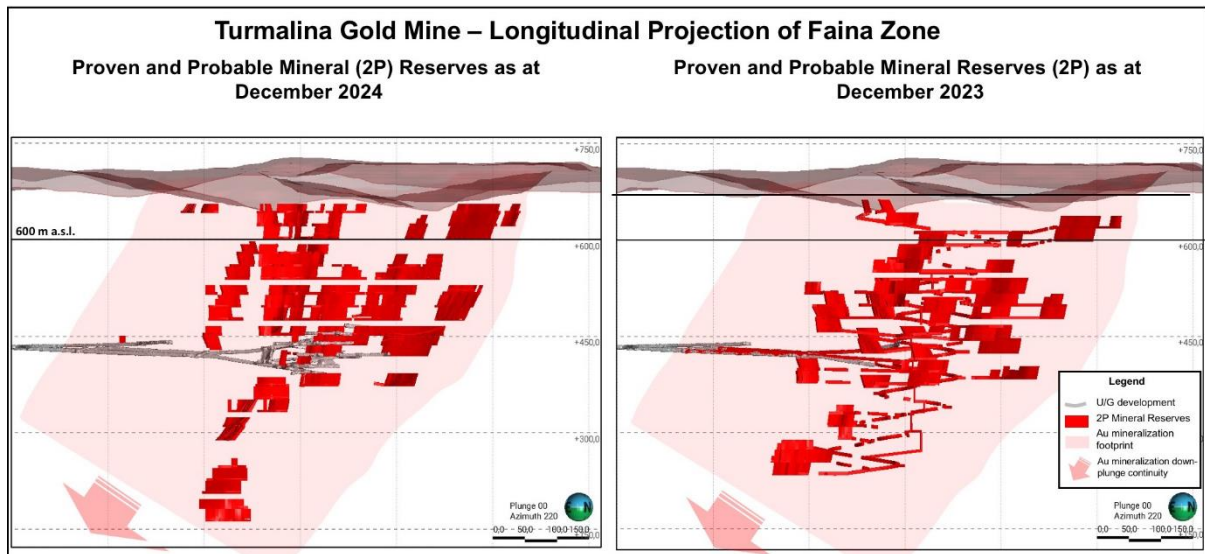 Turmalina Gold Mine – Longitudinal Projection of Faina Zone
Proven and Probable Mineral (2P) Reserves as at
December 2024
Proven and Probable Mineral Reserves (2P) as at
December 2023
+750,0
600 m a.s.l.
+600,0
+450,0
+300,0
Plunge 00
Azimuth 220
0,0 50,0 100,0 150,0
+750,0
+600,0
+450,0
Legend
U/G development
2P Mineral Reserves
Au mineralization
footprint
Au mineralization down-
plunge continuity
Plunge 00
Azimuth 220
0,0 50,0 100,0 150,0